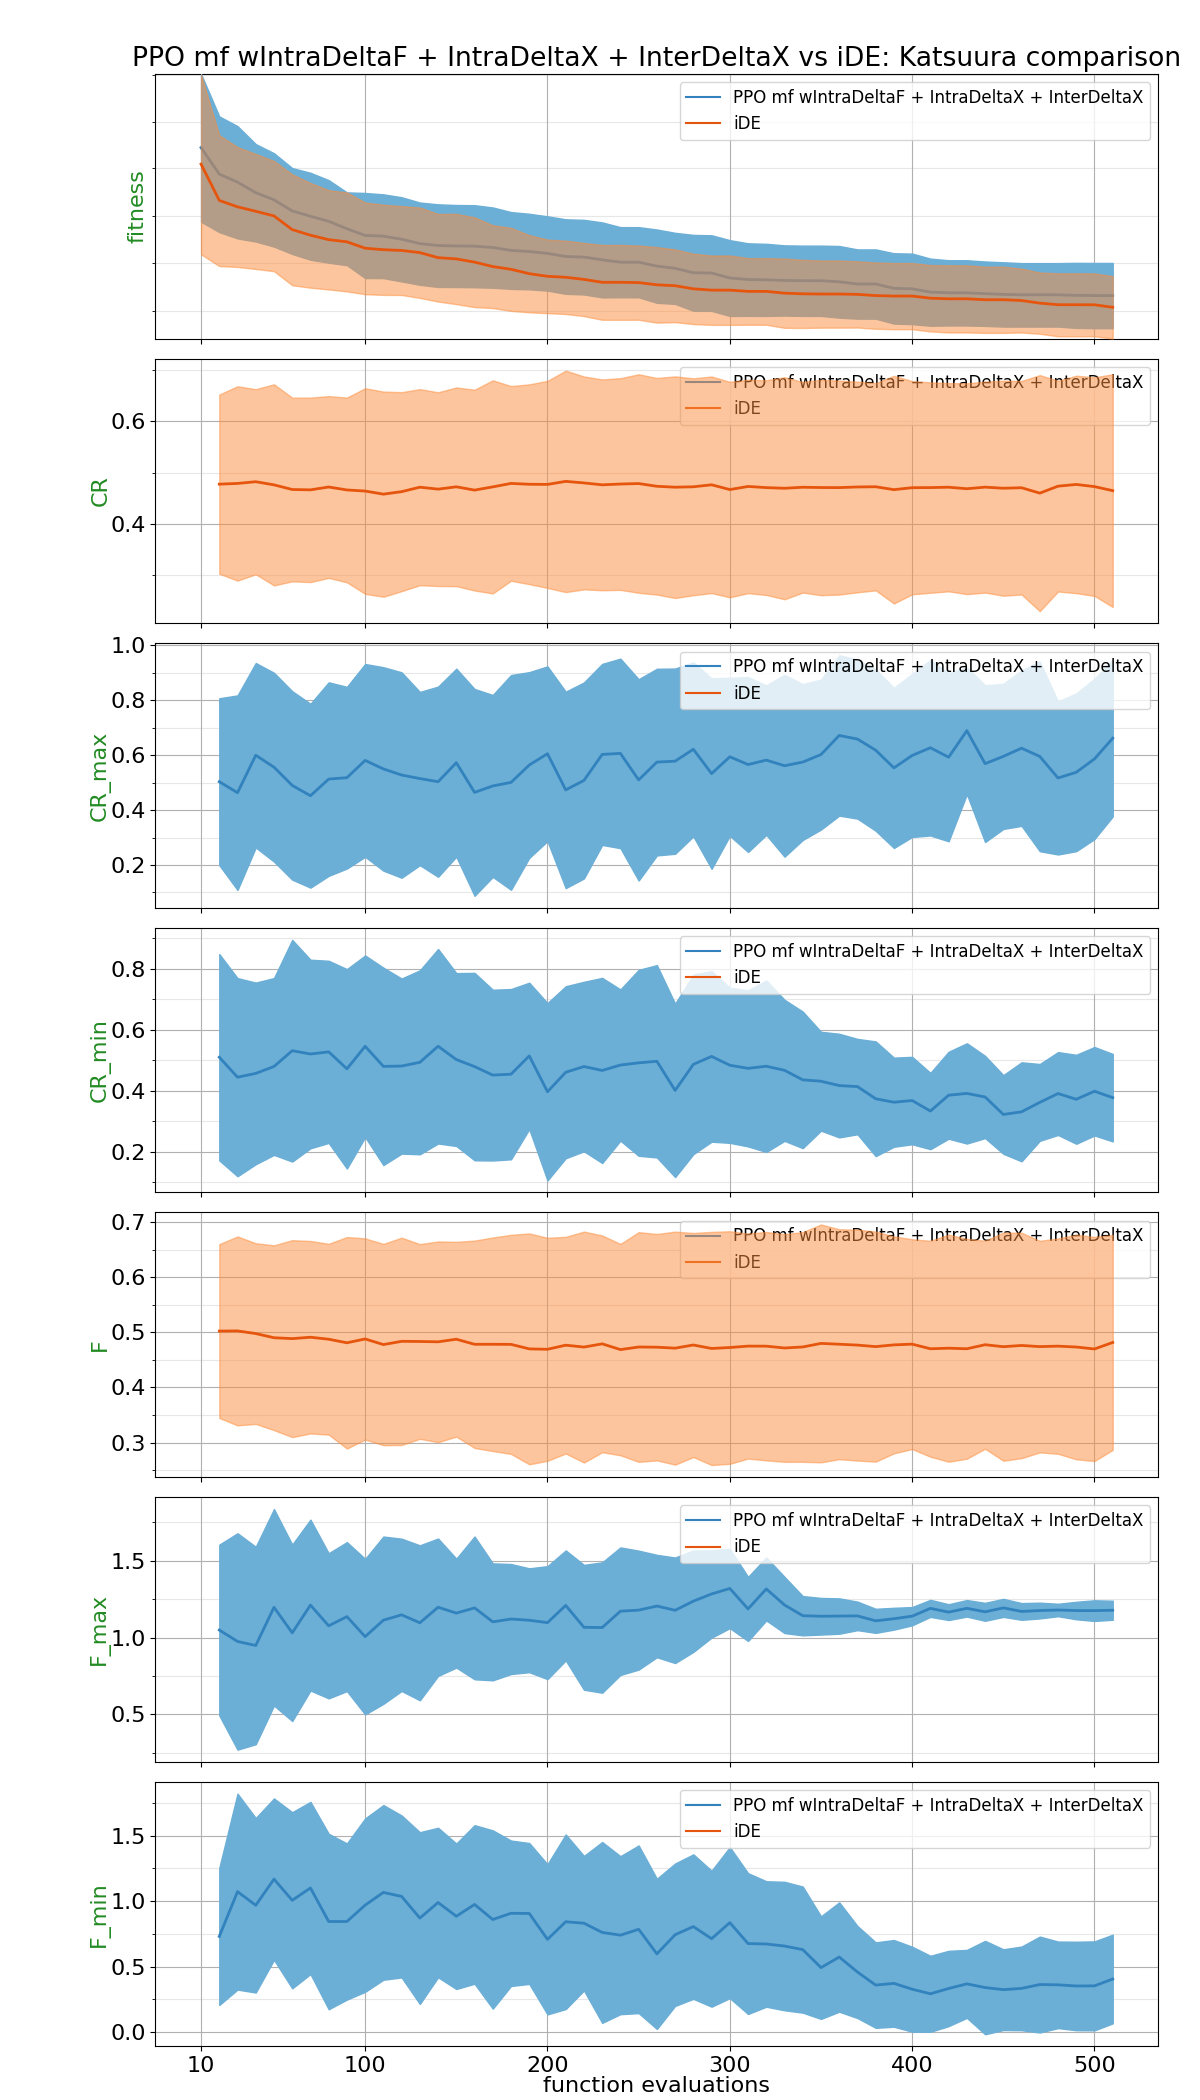 PPO mf wIntraDeltaF + IntraDeltaX + InterDeltaX vs iDE: Katsuura comparison
fitness
PPO mf wIntraDeltaF + IntraDeltaX + InterDeltaX
iDE
CR
0.6
0.4
PPO mf wIntraDeltaF + IntraDeltaX + InterDeltaX
iDE
CR_max
1.0
0.8
0.6
0.4
0.2
PPO mf wIntraDeltaF + IntraDeltaX + InterDeltaX
iDE
CR_min
0.8
0.6
0.4
0.2
PPO mf wIntraDeltaF + IntraDeltaX + InterDeltaX
iDE
F
0.7
0.6
0.5
0.4
0.3
PPO mf wIntraDeltaF + IntraDeltaX + InterDeltaX
iDE
F_max
1.5
1.0
0.5
PPO mf wIntraDeltaF + IntraDeltaX + InterDeltaX
iDE
F_min
1.5
1.0
0.5
0.0
PPO mf wIntraDeltaF + IntraDeltaX + InterDeltaX
iDE
10 100 200 300 400 500
function evaluations